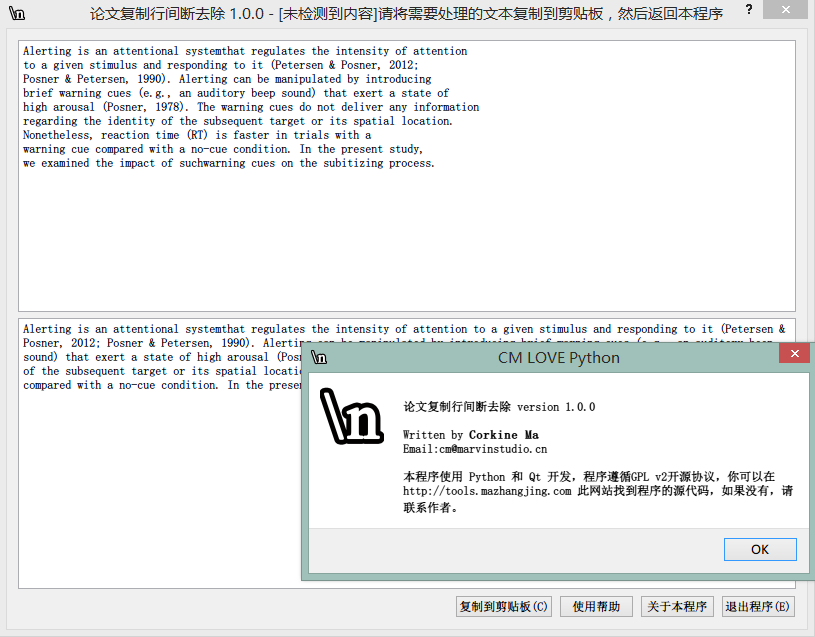 \n 论文复制行间断去除 1.0.0 - [未检测到内容]请将需要处理的文本复制到剪贴板，然后返回本程序 ?
Alerting is an attentional systemthat regulates the intensity of attention
to a given stimulus and responding to it (Petersen & Posner, 2012;
Posner & Petersen, 1990). Alerting can be manipulated by introducing
brief warning cues (e.g., an auditory beep sound) that exert a state of
high arousal (Posner, 1978). The warning cues do not deliver any information
regarding the identity of the subsequent target or its spatial location.
Nonetheless, reaction time (RT) is faster in trials with a
warning cue compared with a no-cue condition. In the present study,
we examined the impact of suchwarning cues on the subitizing process.
Alerting is an attentional systemthat regulates the intensity of attention to a given stimulus and responding to it (Petersen &
Posner, 2012; Posner & Petersen, 1990). Alerting
sound) that exert a state of high arousal (Posn
of the subsequent target or its spatial locatio
compared with a no-cue condition. In the presen
\n CM LOVE Python
\n
论文复制行间断去除 version 1.0.0
Written by Corkine Ma
Email:cm@marvinstudio.cn
本程序使用 Python 和 Qt 开发，程序遵循GPL v2开源协议，你可以在
http://tools.mazhangjing.com 此网站找到程序的源代码，如果没有，请
联系作者。
OK
复制到剪贴板(C) 使用帮助 关于本程序 退出程序(E)